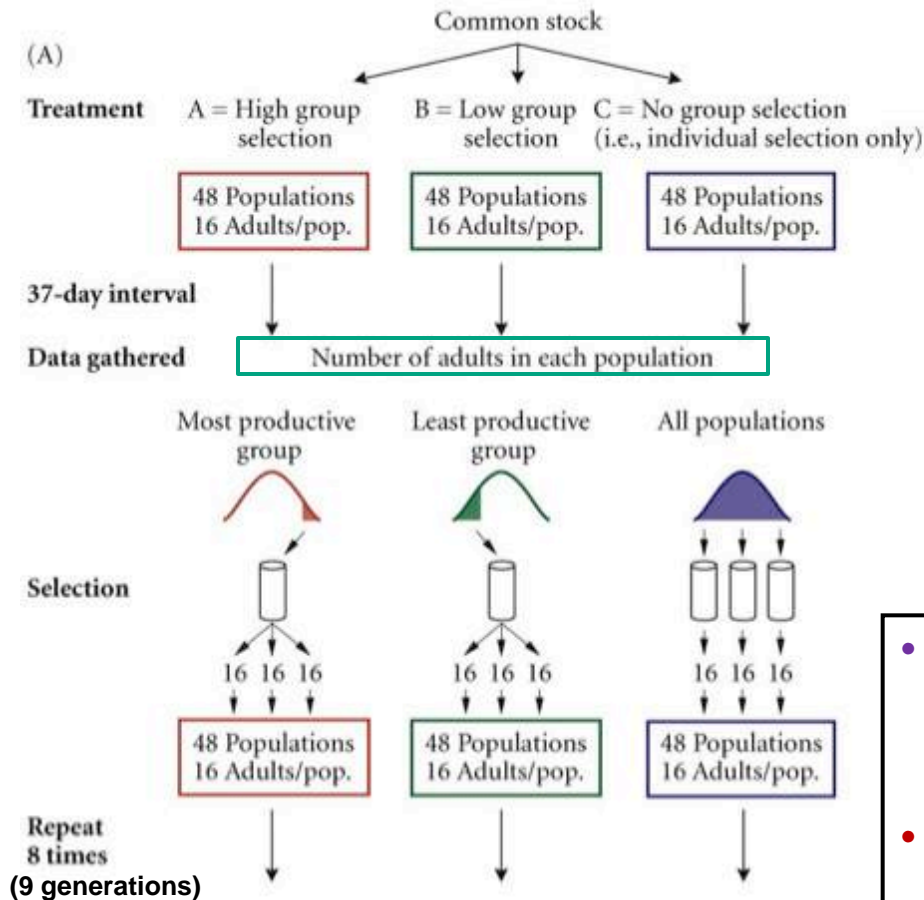 Common stock
(A)
Treatment
A = High group
selection
B = Low group
selection
C = No group selection
(i.e., individual selection only)
48 Populations
16 Adults/pop.
48 Populations
16 Adults/pop.
48 Populations
16 Adults/pop.
37-day interval
Data gathered
Number of adults in each population
Most productive
group
Least productive
group
All populations
Selection
16 16 16
16 16 16
16 16 16
48 Populations
16 Adults/pop.
48 Populations
16 Adults/pop.
48 Populations
16 Adults/pop.
Repeat
8 times
(9 generations)